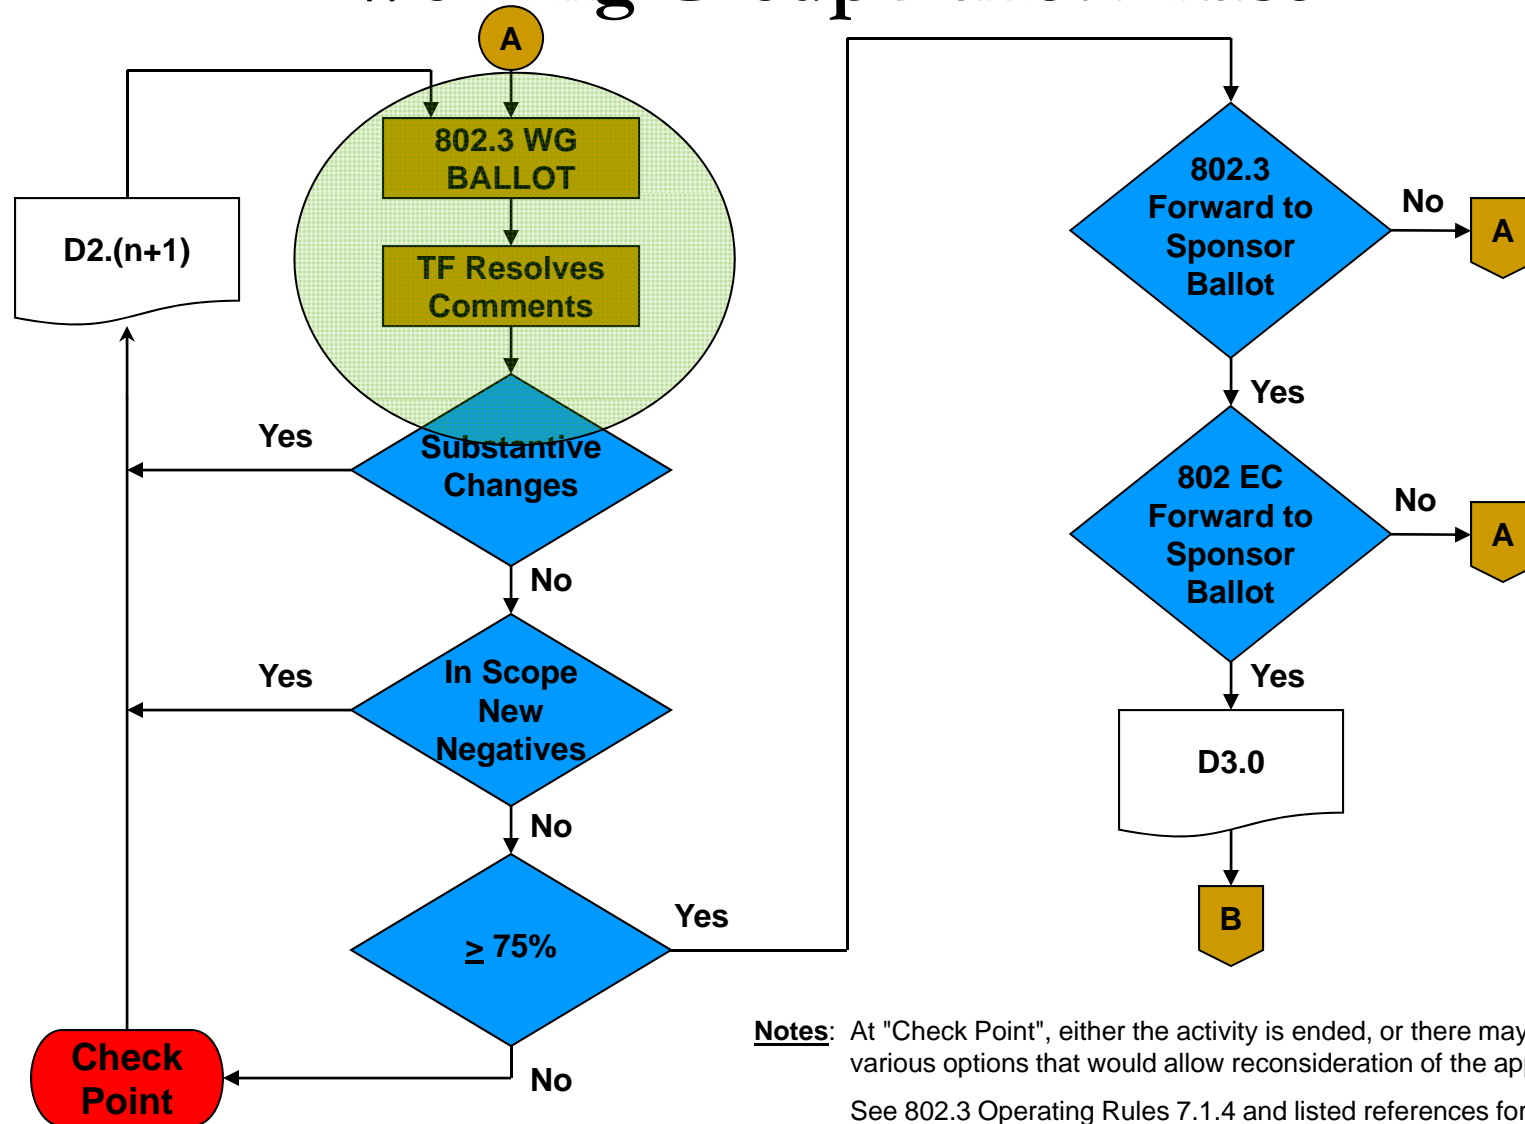 A
802.3 WG
BALLOT
TF Resolves
Comments
D2.(n+1)
Substantive
Changes
Yes
No
In Scope
New
Negatives
Yes
No
≥ 75%
Yes
No
Check
Point
802.3
Forward to
Sponsor
Ballot
No
A
Yes
802 EC
Forward to
Sponsor
Ballot
No
A
Yes
D3.0
B
Notes: At "Check Point", either the activity is ended, or there may
various options that would allow reconsideration of the
See 802.3 Operating Rules 7.1.4 and listed references for